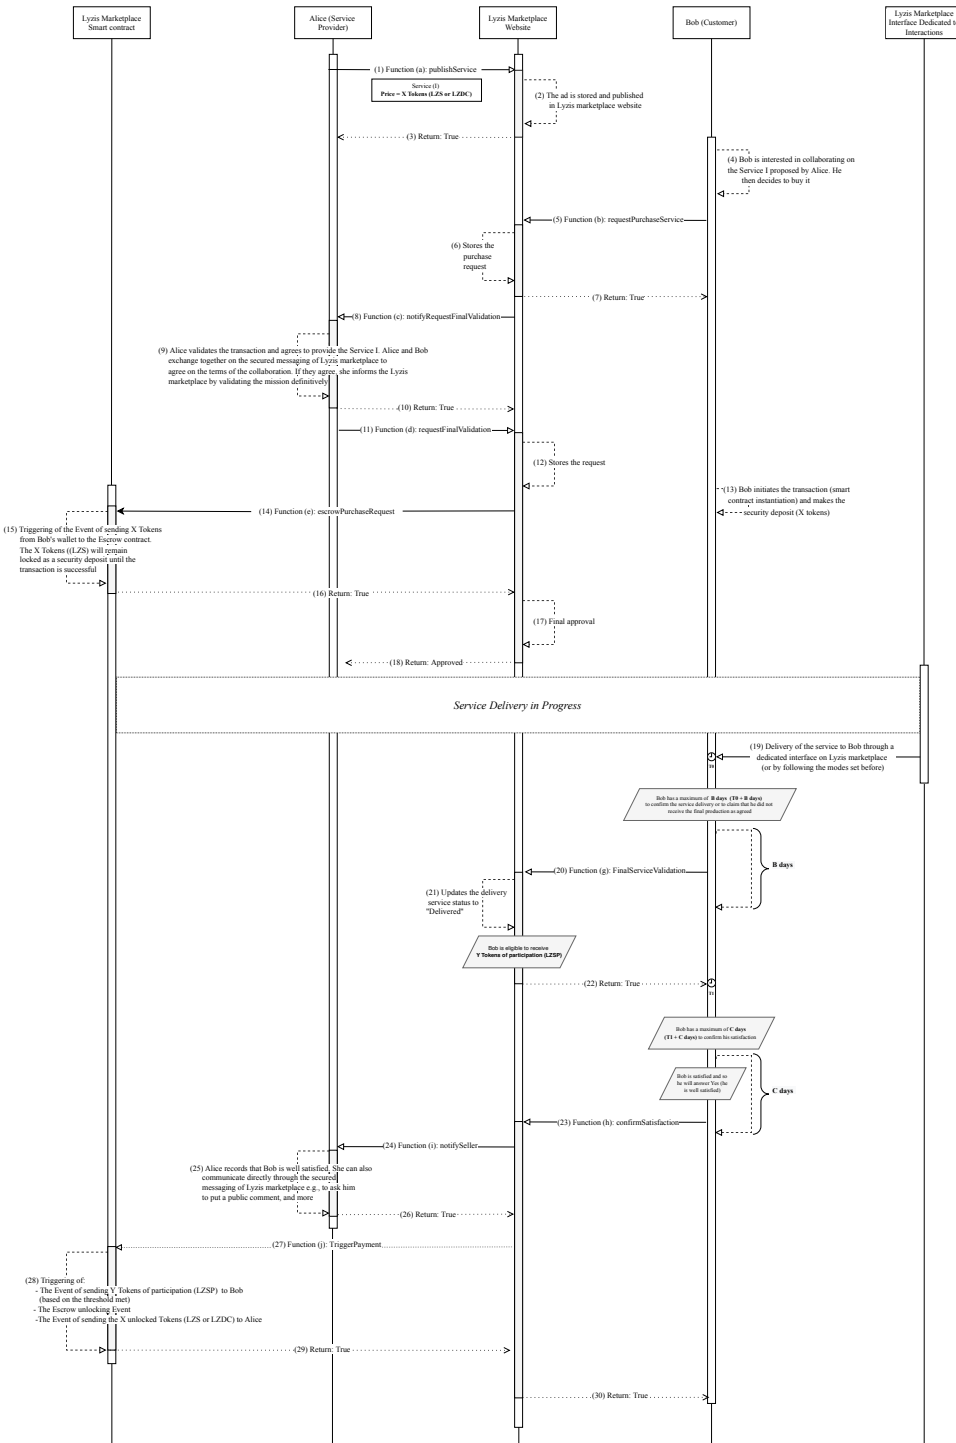 Lyzis Marketplace
Smart contract
Alice (Service
Provider)
Lyzis Marketplace
Website
Bob (Customer)
Lyzis Marketplace
Interface Dedicated to
Interactions
(1) Function (a): publishService
Service (I)
Price = X Tokens (LZS or LZDC)
(2) The ad is stored and published
in Lyzis marketplace website
(3) Return: True
(4) Bob is interested in collaborating on
the Service I proposed by Alice. He
then decides to buy it
(5) Function (b): requestPurchaseService
(6) Stores the
purchase
request
(7) Return: True
(8) Function (c): notifyRequestFinalValidation
(9) Alice validates the transaction and agrees to provide the Service I. Alice and Bob
exchange together on the secured messaging of Lyzis marketplace to
agree on the terms of the collaboration. If they agree, she informs the Lyzis
marketplace by validating the mission definitively
(10) Return: True
(11) Function (d): requestFinalValidation
(12) Stores the request
(13) Bob initiates the transaction (smart
contract instantiation) and makes the
security deposit (X tokens)
(14) Function (e): escrowPurchaseRequest
(15) Triggering of the Event of sending X Tokens
from Bob's wallet to the Escrow contract.
The X Tokens ((LZS) will remain
locked as a security deposit until the
transaction is successful
(16) Return: True
(17) Final approval
(18) Return: Approved
Service Delivery in Progress
(19) Delivery of the service to Bob through a
dedicated interface on Lyzis marketplace
(or by following the modes set before)
T0
Bob has a maximum of B days (T0 + B days)
to confirm the service delivery or to claim that he did not
receive the final production as agreed
B days
(20) Function (g): FinalServiceValidation
(21) Updates the delivery
service status to
"Delivered"
Bob is eligible to receive
Y Tokens of participation (LZSP)
(22) Return: True
T1
Bob has a maximum of C days
(T1 + C days) to confirm his satisfaction
Bob is satisfied and so
he will answer Yes (he
is well satisfied)
C days
(23) Function (h): confirmSatisfaction
(24) Function (i): notifySeller
(25) Alice records that Bob is well satisfied. She can also
communicate directly through the secured
messaging of Lyzis marketplace e.g., to ask him
to put a public comment, and more
(26) Return: True
(27) Function (j): TriggerPayment
(28) Triggering of:
- The Event of sending Y Tokens of participation (LZSP) to Bob
(based on the threshold met)
- The Escrow unlocking Event
-The Event of sending the X unlocked Tokens (LZS or LZDC) to Alice
(29) Return: True
(30) Return: True